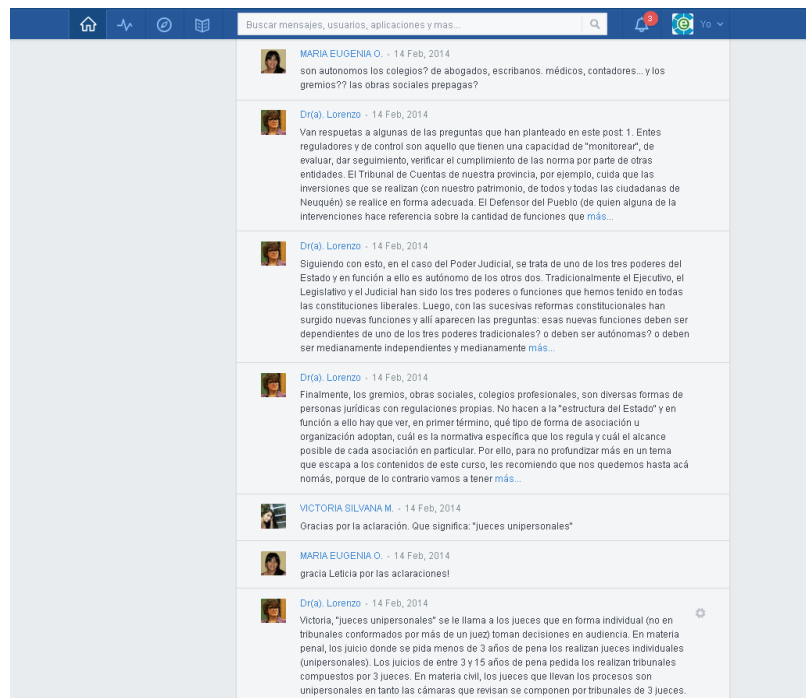 Buscar mensajes, usuarios, aplicaciones y mas...
3
Yo
MARIA EUGENIA O. - 14 Feb, 2014
son autonomos los colegios? de abogados, escribanos. médicos, contadores... y los
gremios?? las obras sociales prepagas?
Dr(a). Lorenzo - 14 Feb, 2014
Van respuetas a algunas de las preguntas que han planteado en este post: 1. Entes
reguladores y de control son aquello que tienen una capacidad de "monitorear", de
evaluar, dar seguimiento, verificar el cumplimiento de las norma por parte de otras
entidades. El Tribunal de Cuentas de nuestra provincia, por ejemplo, cuida que las
inversiones que se realizan (con nuestro patrimonio, de todos y todas las ciudadanas de
Neuquén) se realice en forma adecuada. El Defensor del Pueblo (de quien alguna de la
intervenciones hace referencia sobre la cantidad de funciones que más...
Dr(a). Lorenzo - 14 Feb, 2014
Siguiendo con esto, en el caso del Poder Judicial, se trata de uno de los tres poderes del
Estado y en función a ello es autónomo de los otros dos. Tradicionalmente el Ejecutivo, el
Legislativo y el Judicial han sido los tres poderes o funciones que hemos tenido en todas
las constituciones liberales. Luego, con las sucesivas reformas constitucionales han
surgido nuevas funciones y allí aparecen las preguntas: esas nuevas funciones deben ser
dependientes de uno de los tres poderes tradicionales? o deben ser autónomas? o deben
ser medianamente independientes y medianamente más...
Dr(a). Lorenzo - 14 Feb, 2014
Finalmente, los gremios, obras sociales, colegios profesionales, son diversas formas de
personas jurídicas con regulaciones propias. No hacen a la "estructura del Estado" y en
función a ello hay que ver, en primer término, qué tipo de forma de asociación u
organización adoptan, cuál es la normativa específica que los regula y cuál el alcance
posible de cada asociación en particular. Por ello, para no profundizar más en un tema
que escapa a los contenidos de este curso, les recomiendo que nos quedemos hasta acá
nomás, porque de lo contrario vamos a tener más...
VICTORIA SILVANA M. - 14 Feb, 2014
Gracias por la aclaración. Que significa: "jueces unipersonales"
MARIA EUGENIA O. - 14 Feb, 2014
gracia Leticia por las aclaraciones!
Dr(a). Lorenzo - 14 Feb, 2014
Victoria, "jueces unipersonales" se le llama a los jueces que en forma individual (no en
tribunales conformados por más de un juez) toman decisiones en audiencia. En materia
penal, los juicio donde se pida menos de 3 años de pena los realizan jueces individuales
(unipersonales). Los juicios de entre 3 y 15 años de pena pedida los realizan tribunales
compuestos por 3 jueces. En materia civil, los jueces que llevan los procesos son
unipersonales en tanto las cámaras que revisan se componen por tribunales de 3 jueces.